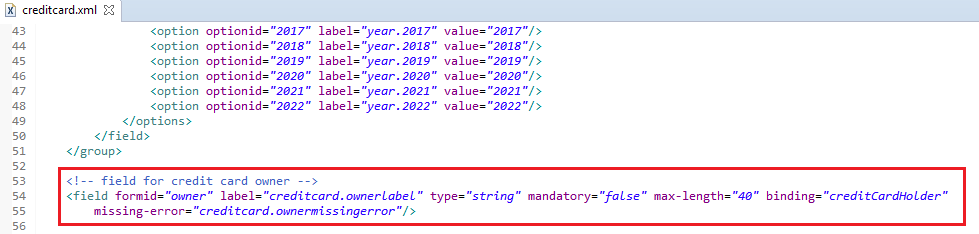 creditcard.xml
43 <option optionid="2017" label="year.2017" value="2017"/>
44 <option optionid="2018" label="year.2018" value="2018"/>
45 <option optionid="2019" label="year.2019" value="2019"/>
46 <option optionid="2020" label="year.2020" value="2020"/>
47 <option optionid="2021" label="year.2021" value="2021"/>
48 <option optionid="2022" label="year.2022" value="2022"/>
49 </options>
50 </field>
51 </group>
52
53 <!-- field for credit card owner -->
54 <field formid="owner" label="creditcard.ownerlabel" type="string" mandatory="false" max-length="40" binding="creditCardHolder"
55 missing-error="creditcard.ownermissingerror"/>
56